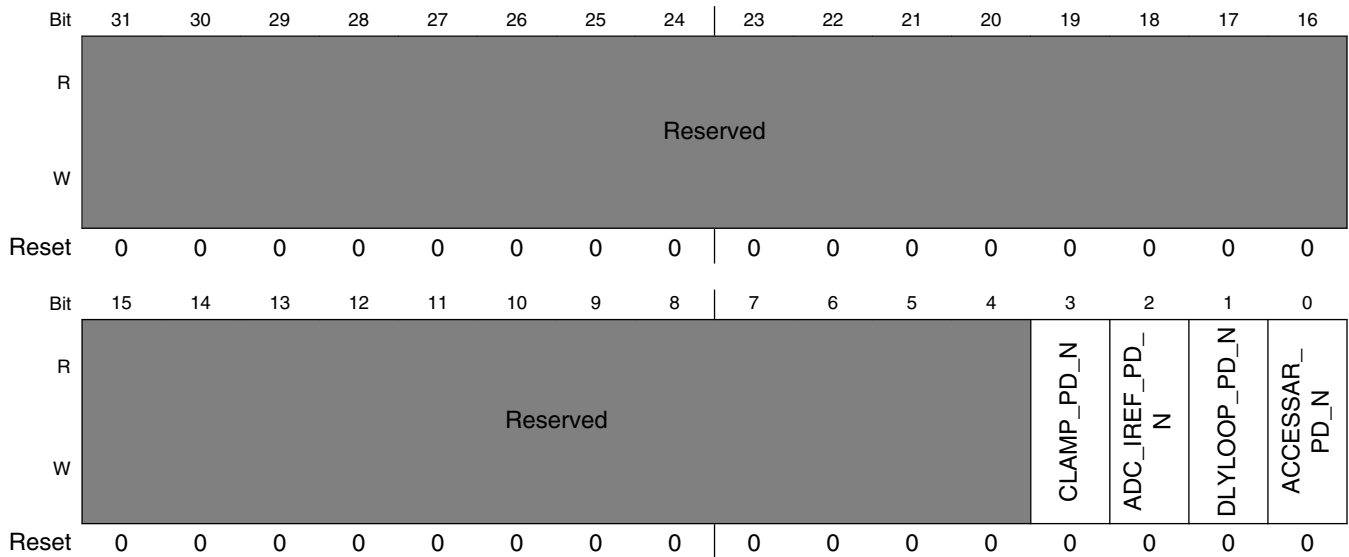 Bit 31 30 29 28 27 26 25 24 23 22 21 20 19 18 17 16
R
Reserved
W
Reset 0 0 0 0 0 0 0 0 0 0 0 0 0 0 0 0
Bit 15 14 13 12 11 10 9 8 7 6 5 4 3 2 1 0
R
Reserved
W
CLAMP_PD_N
ADC_IREF_PD_
N
DLYLOOP_PD_N
ACCESSAR_
PD_N
Reset 0 0 0 0 0 0 0 0 0 0 0 0 0 0 0 0